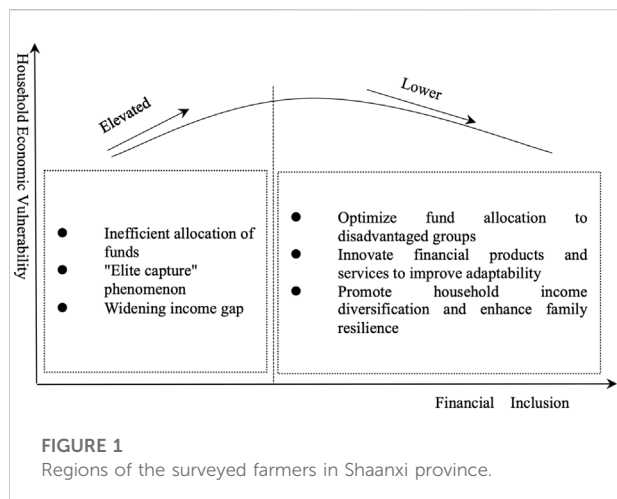 Household Economic Vulnerability
Elevated
Lower
● Inefficient allocation of
funds
● "Elite capture"
phenomenon
● Widening income gap
● Optimize fund allocation to
disadvantaged groups
● Innovate financial products and
services to improve adaptability
● Promote household income
diversification and enhance family
resilience
Financial Inclusion
FIGURE 1
Regions of the surveyed farmers in Shaanxi province.